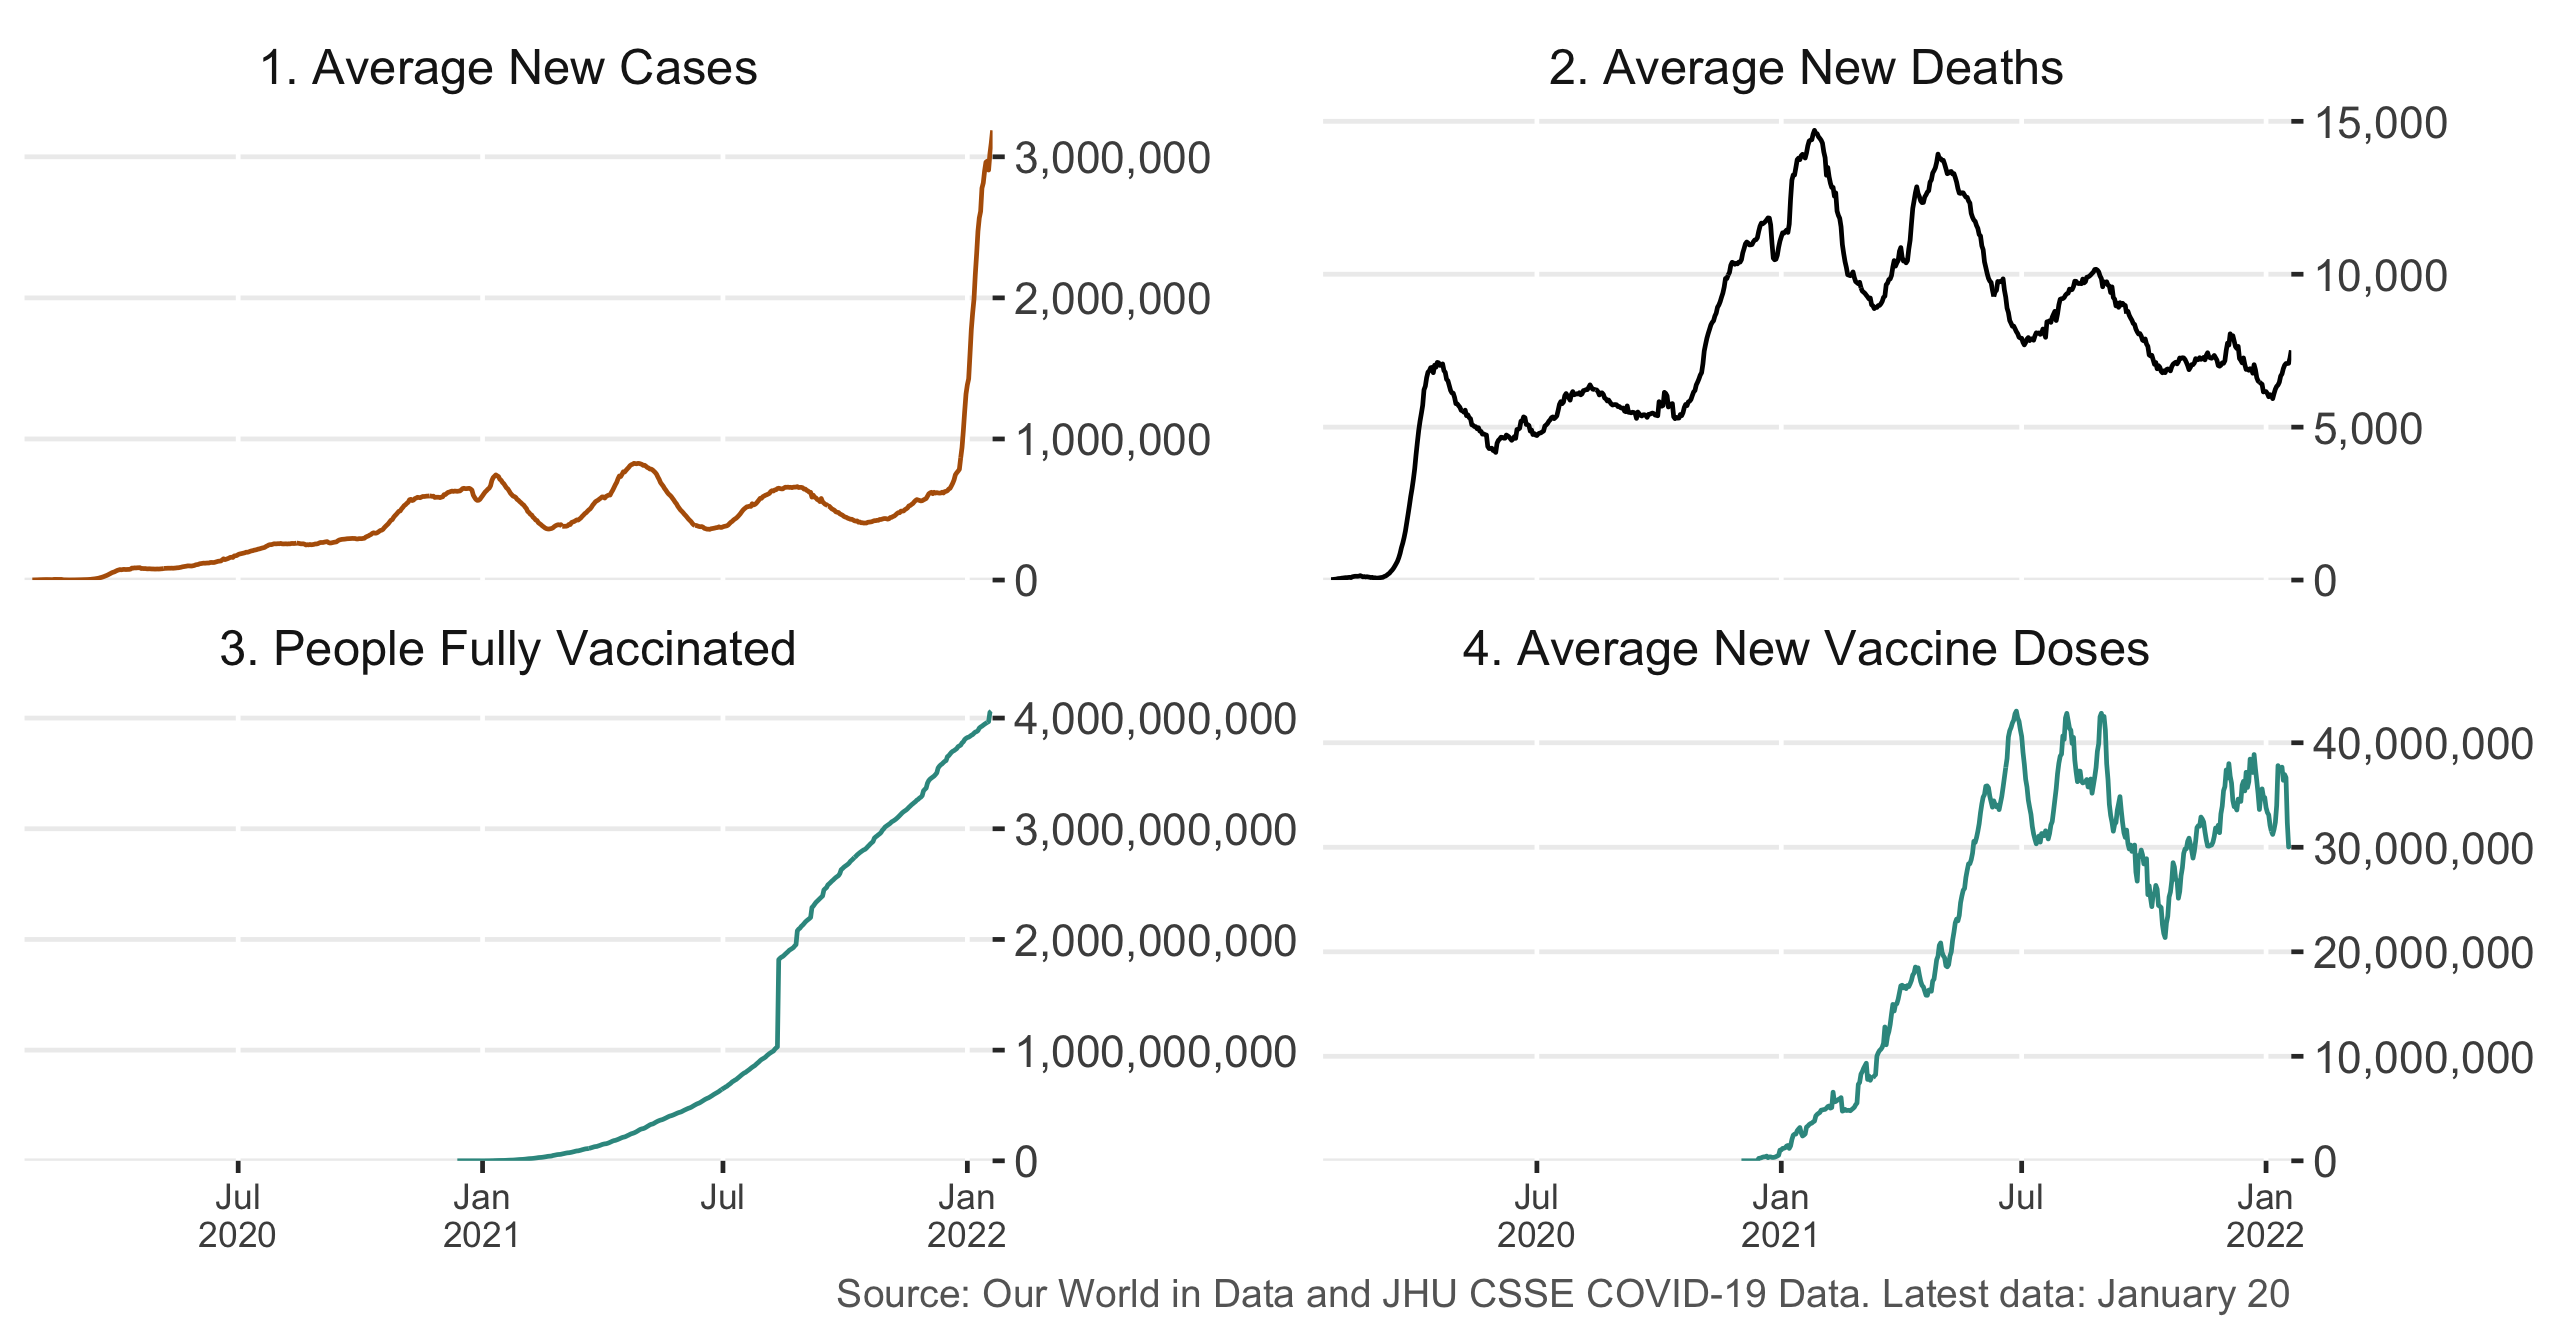 1. Average New Cases
3,000,000
2,000,000
1,000,000
0
2. Average New Deaths
15,000
10,000
5,000
0
3. People Fully Vaccinated
4,000,000,000
3,000,000,000
2,000,000,000
1,000,000,000
0
Jul Jan Jul Jan
2020 2021 2022
4. Average New Vaccine Doses
40,000,000
30,000,000
20,000,000
10,000,000
0
Jul Jan Jul Jan
2020 2021 2022
Source: Our World in Data and JHU CSSE COVID-19 Data. Latest data: January 20